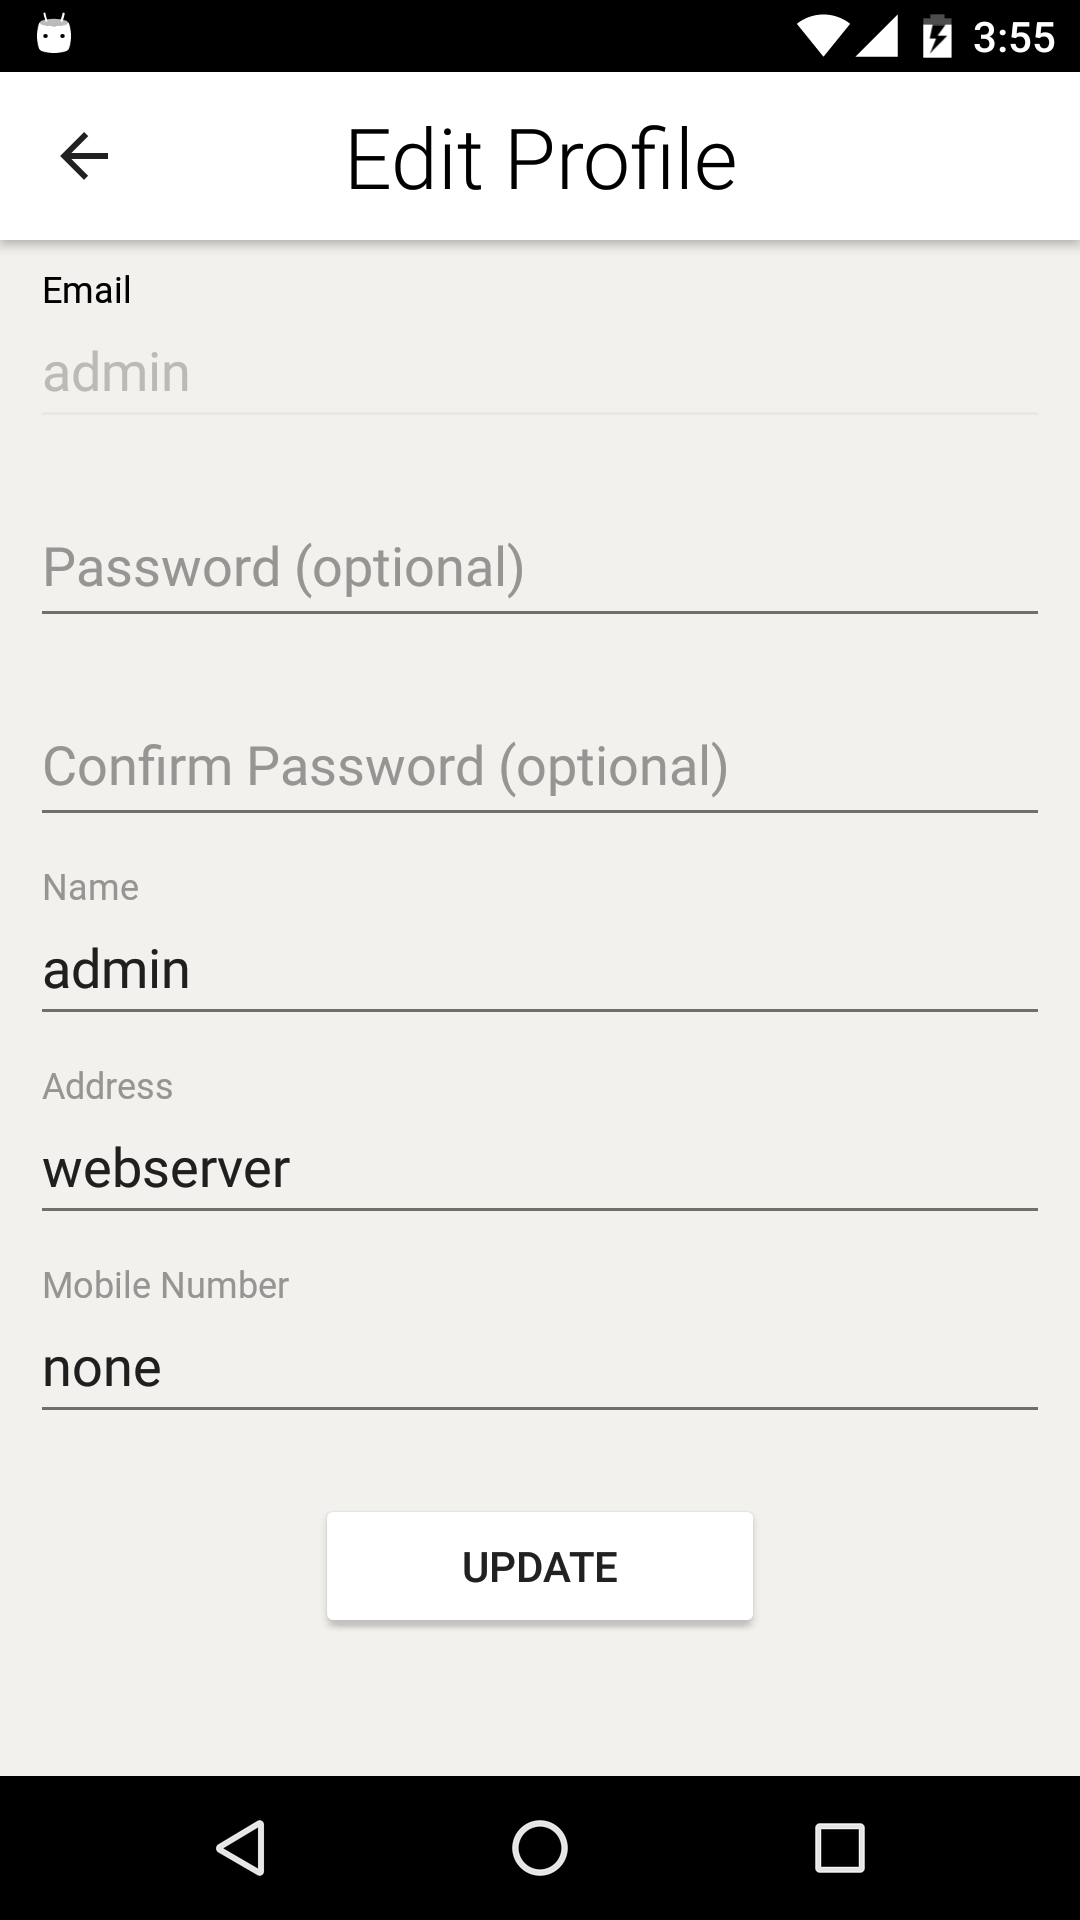 3:55
Edit Profile
Email
admin
Password (optional)
Confirm Password (optional)
Name
admin
Address
webserver
Mobile Number
none
UPDATE